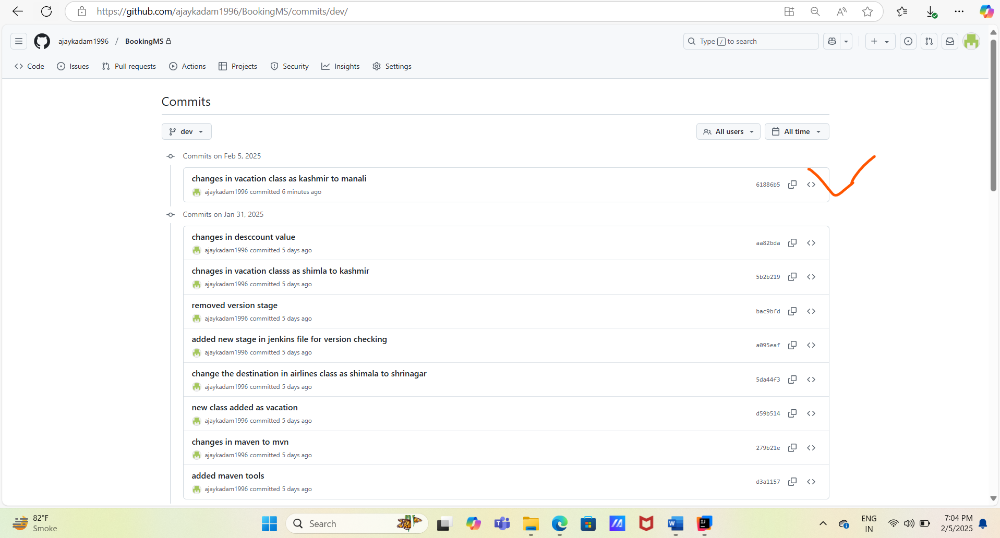 https://github.com/ajaykadam1996/BookingMS/commits/dev/
ajaykadam1996 / BookingMS
Type / to search
Code Issues Pull requests Actions Projects Security Insights Settings
Commits
dev All users All time
Commits on Feb 5, 2025
changes in vacation class as kashmir to manali
ajaykadam1996 committed 6 minutes ago
61886b5
Commits on Jan 31, 2025
changes in desccount value
ajaykadam1996 committed 5 days ago
aa82bda
chnages in vacation classs as shimla to kashmir
ajaykadam1996 committed 5 days ago
5b2b219
removed version stage
ajaykadam1996 committed 5 days ago
bac9bfd
added new stage in jenkins file for version checking
ajaykadam1996 committed 5 days ago
a095eaf
change the destination in airlines class as shimala to shrinagar
ajaykadam1996 committed 5 days ago
5da44f3
new class added as vacation
ajaykadam1996 committed 5 days ago
d59b514
changes in maven to mvn
ajaykadam1996 committed 5 days ago
279b21e
added maven tools
ajaykadam1996 committed 5 days ago
d3a1157
82°F
Smoke
Search
ENG
IN
7:04 PM
2/5/2025